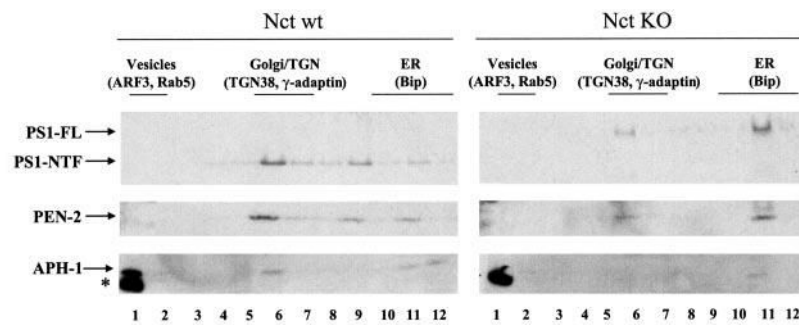 Nct wt
Nct KO
Vesicles
(ARF3, Rab5)
Golgi/TGN
(TGN38, γ-adaptin)
ER
(Bip)
Vesicles
(ARF3, Rab5)
Golgi/TGN
(TGN38, γ-adaptin)
ER
(Bip)
PS1-FL
PS1-NTF
PEN-2
APH-1
*
1 2 3 4 5 6 7 8 9 10 11 12
1 2 3 4 5 6 7 8 9 10 11 12